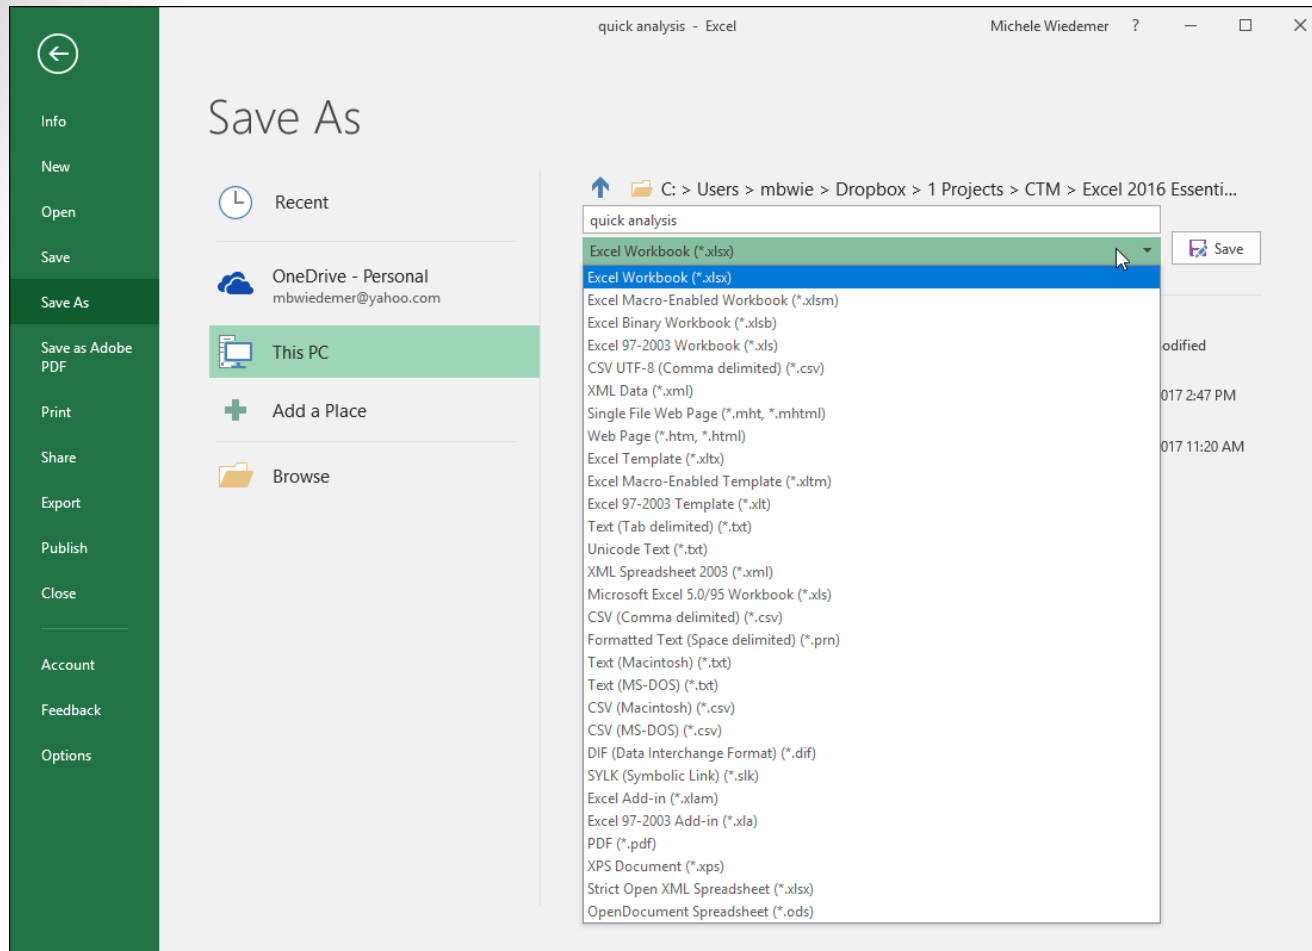 quick analysis - Excel
Michele Wiedemer ?
Info
New
Open
Save
Save As
Save as Adobe
PDF
Print
Share
Export
Publish
Close
Account
Feedback
Options
Save As
Recent
OneDrive - Personal
mbwiedemer@yahoo.com
This PC
Add a Place
Browse
C: > Users > mbwie > Dropbox > 1 Projects > CTM > Excel 2016 Essenti...
quick analysis
Excel Workbook (*.xlsx)
Save
Excel Workbook (*.xlsx)
Excel Macro-Enabled Workbook (*.xlsm)
Excel Binary Workbook (*.xlsb)
Excel 97-2003 Workbook (*.xls)
CSV UTF-8 (Comma delimited) (*.csv)
XML Data (*.xml)
Single File Web Page (*.mht, *.mhtml)
Web Page (*.htm, *.html)
Excel Template (*.xltx)
Excel Macro-Enabled Template (*.xltm)
Excel 97-2003 Template (*.xlt)
Text (Tab delimited) (*.txt)
Unicode Text (*.txt)
XML Spreadsheet 2003 (*.xml)
Microsoft Excel 5.0/95 Workbook (*.xls)
CSV (Comma delimited) (*.csv)
Formatted Text (Space delimited) (*.prn)
Text (Macintosh) (*.txt)
Text (MS-DOS) (*.txt)
CSV (Macintosh) (*.csv)
CSV (MS-DOS) (*.csv)
DIF (Data Interchange Format) (*.dif)
SYLK (Symbolic Link) (*.slk)
Excel Add-in (*.xlam)
Excel 97-2003 Add-in (*.xla)
PDF (*.pdf)
XPS Document (*.xps)
Strict Open XML Spreadsheet (*.xlsx)
OpenDocument Spreadsheet (*.ods)
odified
017 2:47 PM
017 11:20 AM